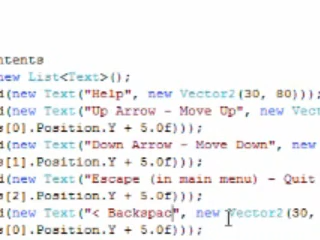 ntents
new List<Text>();
d(new Text("Help", new Vector2(30, 80)));
d(new Text("Up Arrow - Move Up", new Vect
s[0].Position.Y + 5.0f)));
d(new Text("Down Arrow - Move Down", new
s[1].Position.Y + 5.0f)));
d(new Text("Escape (in main menu) - Quit
s[2].Position.Y + 5.0f)));
d(new Text("< Backspac", new Vector2(30,
s[0].Position.Y + 5.0f)));